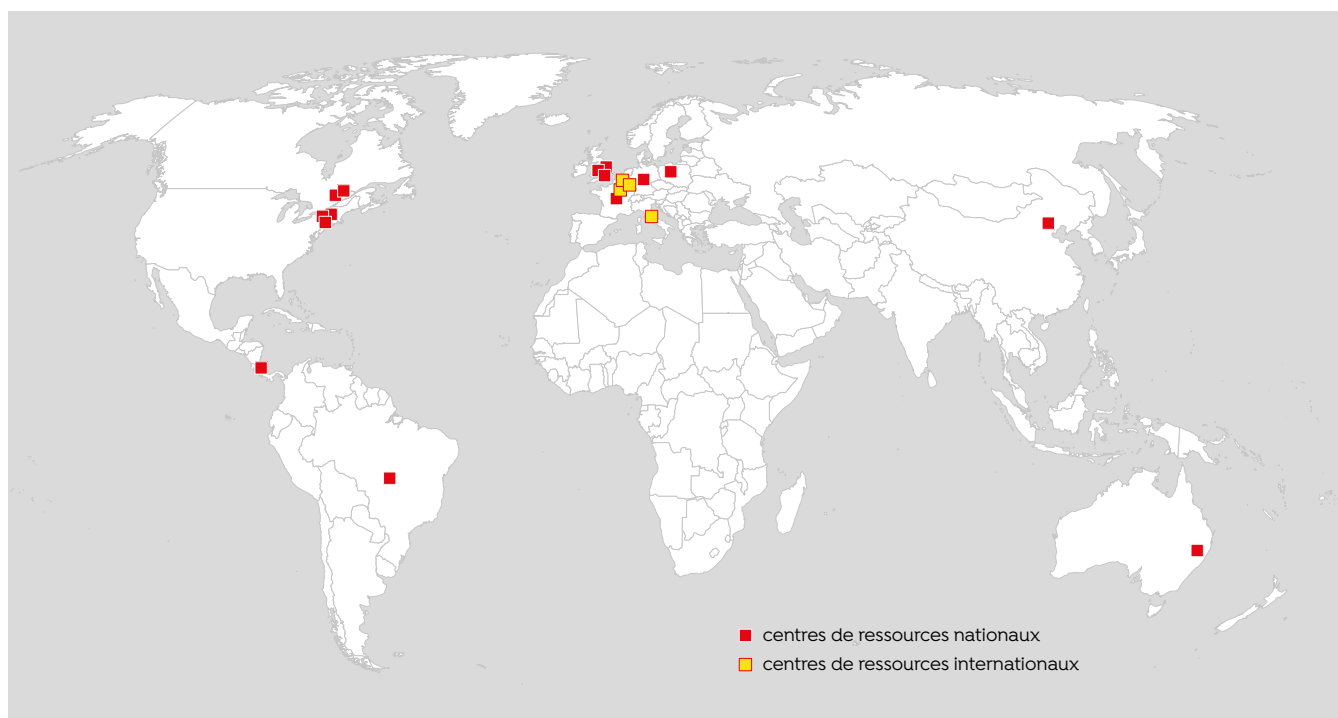 centres de ressources nationaux
centres de ressources internationaux